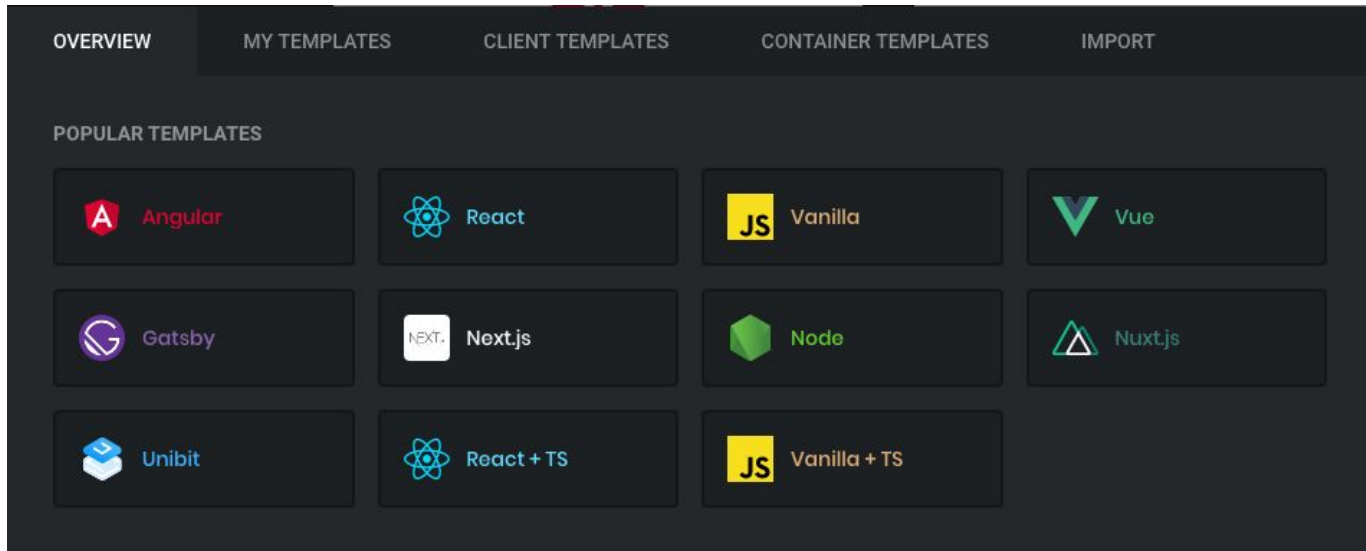 OVERVIEW MY TEMPLATES CLIENT TEMPLATES CONTAINER TEMPLATES IMPORT
POPULAR TEMPLATES
A Angular React JS Vanilla Vue
G Gatsby NEXT. Next.js Node Nuxt.js
Unibit React + TS JS Vanilla + TS